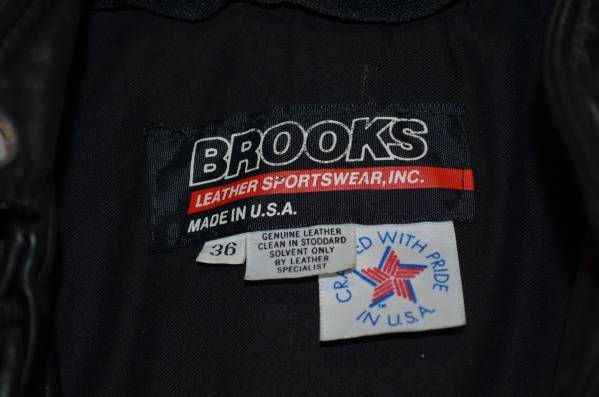 BROOKS
LEATHER SPORTSWEAR, INC.
MADE IN U.S.A.
36
GENUINE LEATHER
CLEAN IN STODDARD
SOLVENT ONLY
BY LEATHER
SPECIALIST
WITH PRIDE
IN U.S.A.
TM